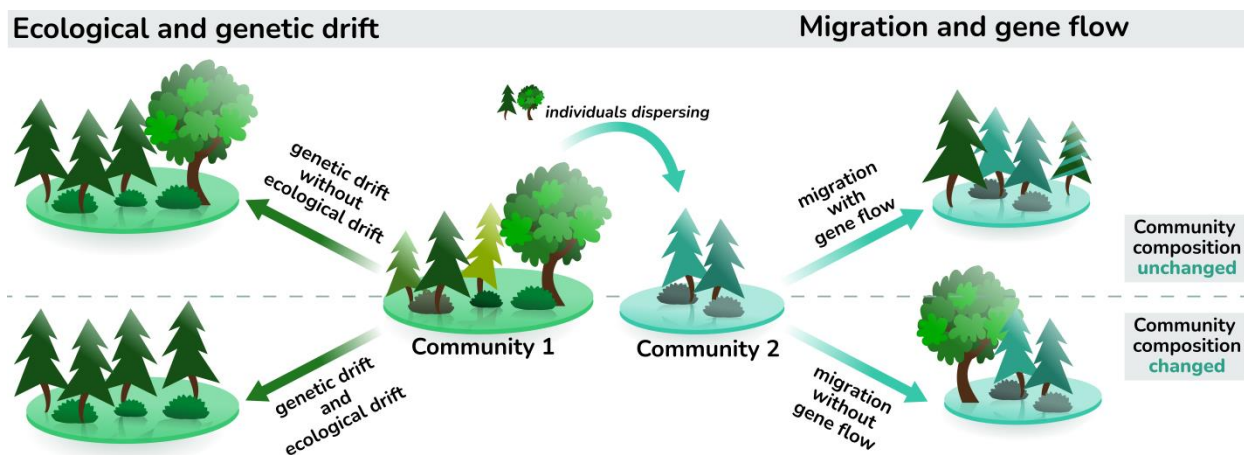 Ecological and genetic drift
Migration and gene flow
individuals dispersing
genetic drift
without
ecological drift
migration
with
gene flow
Community
composition
unchanged
Community 1
Community 2
Community
composition
changed
genetic drift
and
ecological drift
migration
without
gene flow